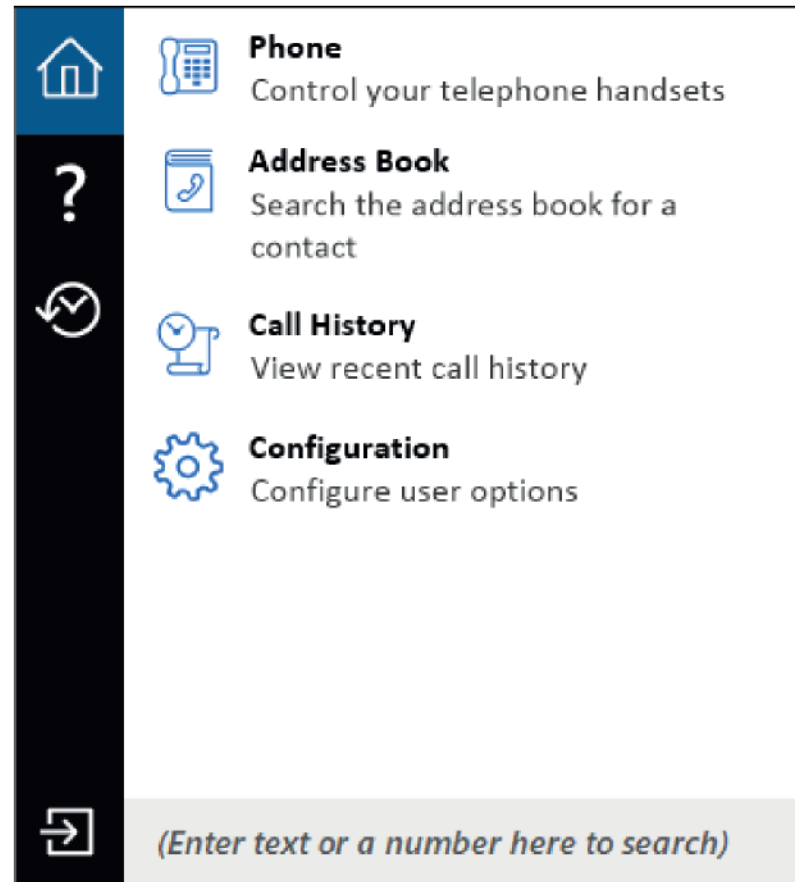 Phone
Control your telephone handsets
Address Book
Search the address book for a
contact
Call History
View recent call history
Configuration
Configure user options
?
(Enter text or a number here to search)